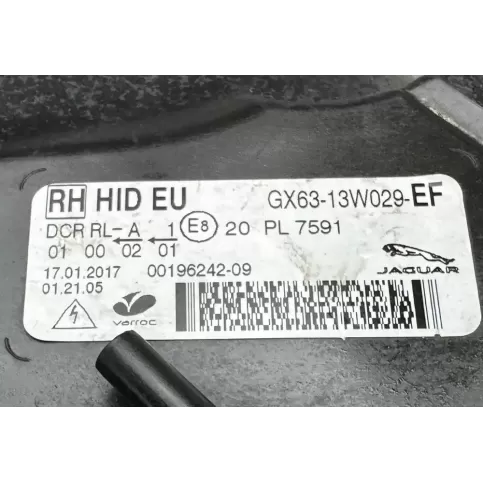 RH HID EU GX63-13W029-EF
DCR RL-A 1 E8 20 PL 7591
01 00 02 01
17.01.2017 00196242-09
01.21.05
JAGUAR
varroc